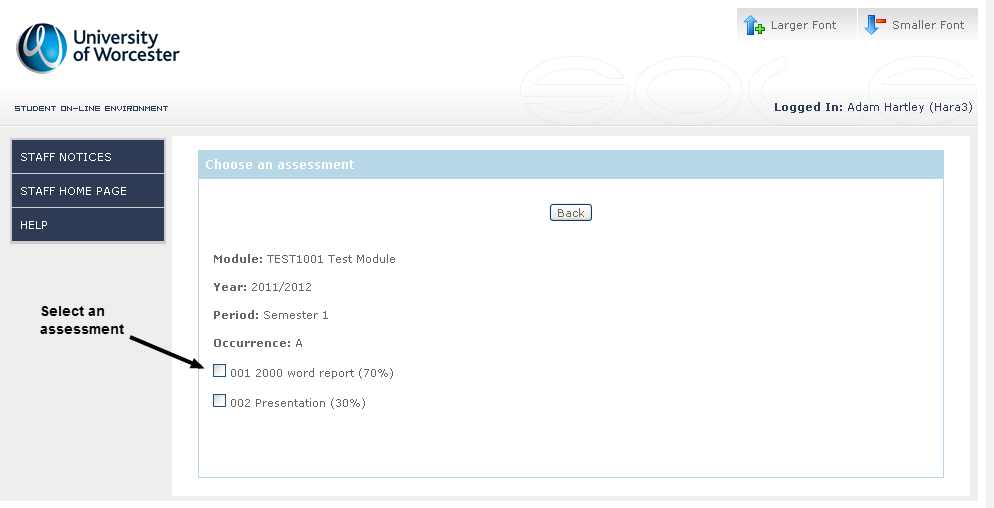 University
of Worcester
Larger Font
Smaller Font
SOLE
STUDENT ON-LINE ENVIRONMENT
Logged In: Adam Hartley (Hara3)
STAFF NOTICES
STAFF HOME PAGE
HELP
Choose an assessment
Back
Module: TEST1001 Test Module
Year: 2011/2012
Period: Semester 1
Occurrence: A
Select an
assessment
001 2000 word report (70%)
002 Presentation (30%)